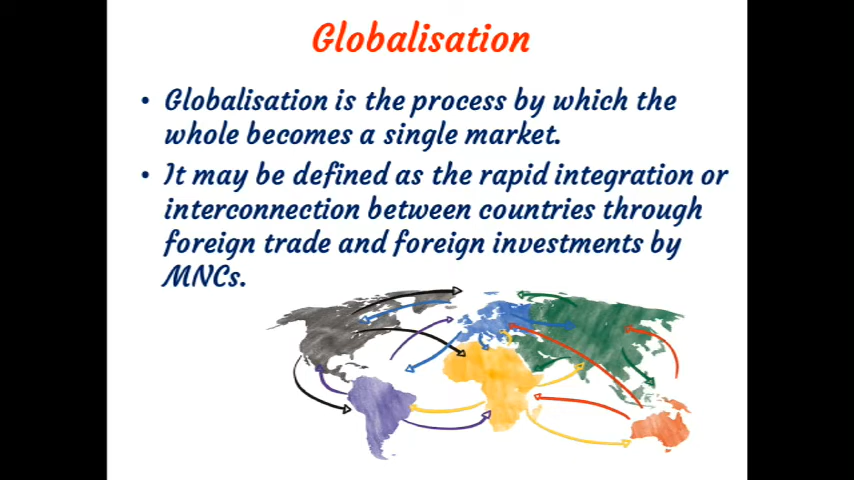 Globalisation
• Globalisation is the process by which the
whole becomes a single market.
• It may be defined as the rapid integration or
interconnection between countries through
foreign trade and foreign investments by
MNCs.